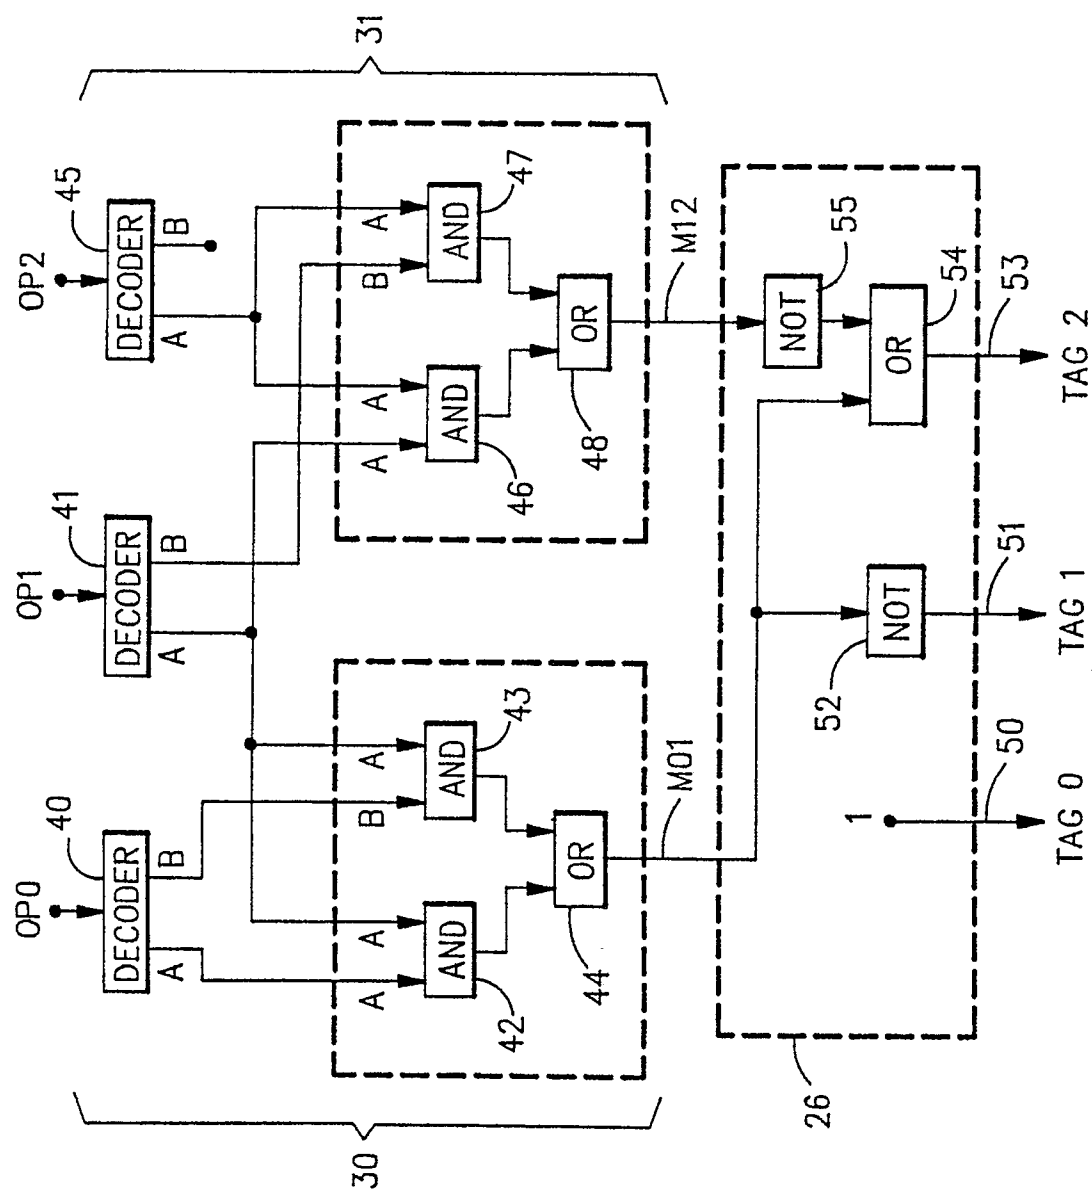 31
OP0
OP1
OP2
40
41
45
DECODER
DECODER
DECODER
A
B
A
B
A
B
A
A
B
A
A
A
B
A
AND
AND
AND
AND
42
43
46
47
OR
OR
44
48
30
M01
M12
1
NOT
NOT
55
52
OR
54
26
50
51
53
TAG 0
TAG 1
TAG 2